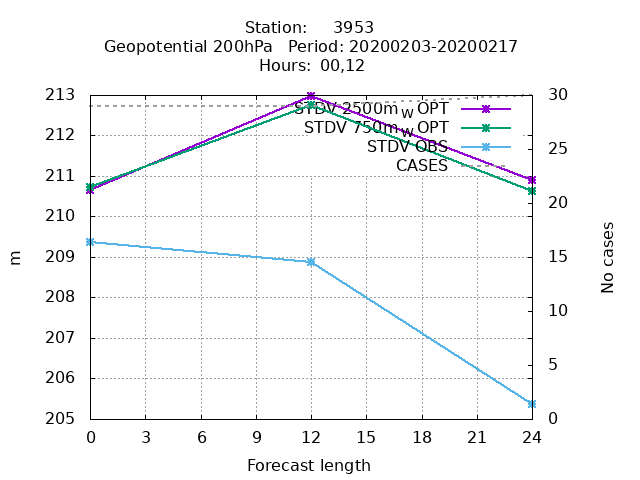 Station: 3953
Geopotential 200hPa Period: 20200203-20200217
Hours: 00,12
213
212
211
210
209
208
207
206
205
m
30
25
20
15
10
5
0
No cases
STDV 2500m W OPT
STDV 750m W OPT
STDV OBS
CASES
0 3 6 9 12 15 18 21 24
Forecast length